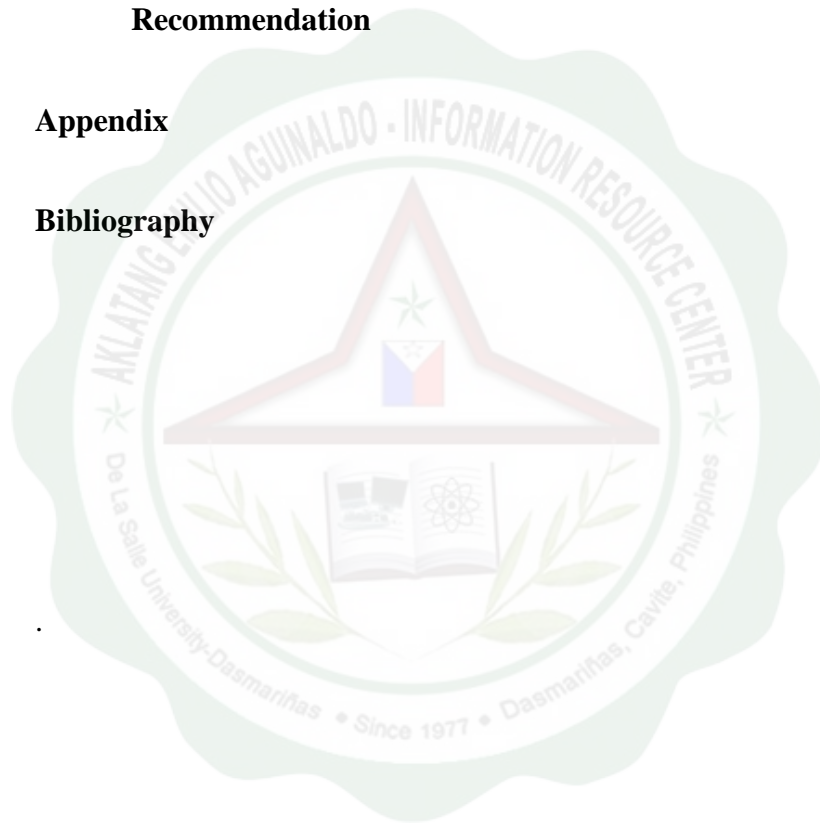 Recommendation
Appendix
Bibliography
AKLATANG EMILIO AGUINALDO - INFORMATION RESOURCE CENTER
De La Salle University-Dasmariñas • Since 1977 • Dasmariñas, Cavite, Philippines
.